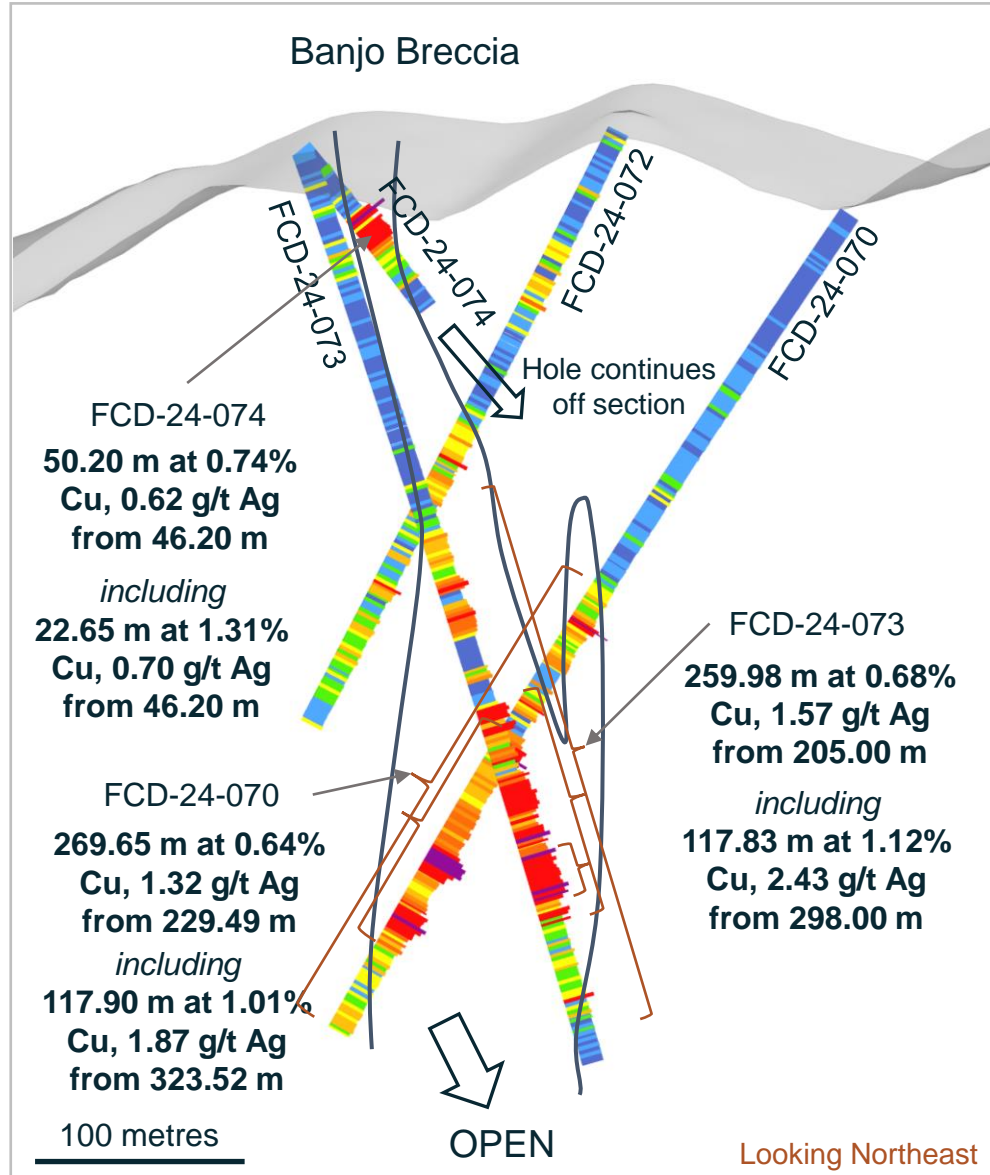 Banjo Breccia
FCD-24-073
FCD-24-074
FCD-24-072
FCD-24-070
Hole continues
off section
FCD-24-074
50.20 m at 0.74%
Cu, 0.62 g/t Ag
from 46.20 m
including
22.65 m at 1.31%
Cu, 0.70 g/t Ag
from 46.20 m
FCD-24-073
259.98 m at 0.68%
Cu, 1.57 g/t Ag
from 205.00 m
including
117.83 m at 1.12%
Cu, 2.43 g/t Ag
from 298.00 m
FCD-24-070
269.65 m at 0.64%
Cu, 1.32 g/t Ag
from 229.49 m
including
117.90 m at 1.01%
Cu, 1.87 g/t Ag
from 323.52 m
100 metres
OPEN
Looking Northeast